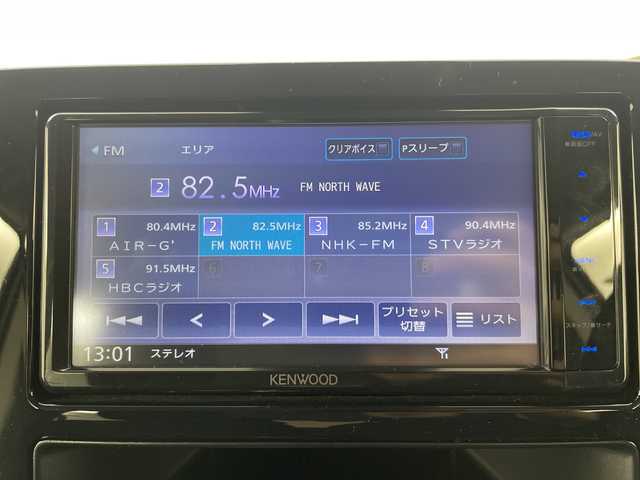 FM エリア クリアボイス Pスリープ
2 82.5MHz FM NORTH WAVE
1 80.4MHz 2 82.5MHz 3 85.2MHz 4 90.4MHz
AIR-G' FM NORTH WAVE NHK-FM STVラジオ
5 91.5MHz 6 7 8
HBCラジオ
|◀◀ < > ▶▶| プリセット切替 リスト
13:01 ステレオ
KENWOOD